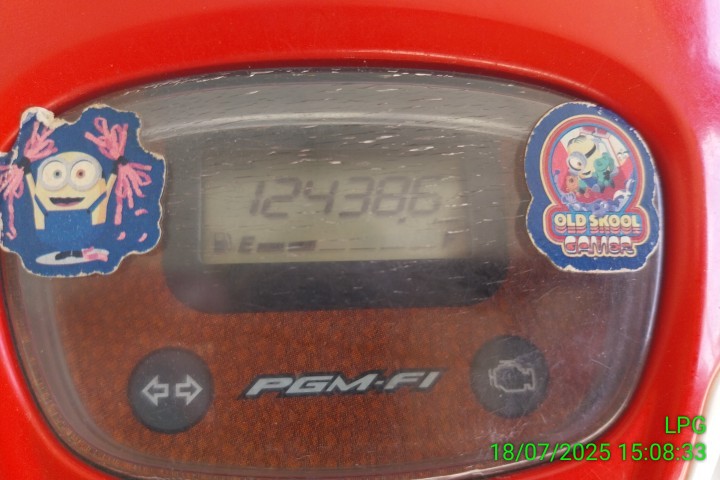 12438.6
E
OLD SKOOL
GAMER
PGM-FI
LPG
18/07/2025 15:08:33